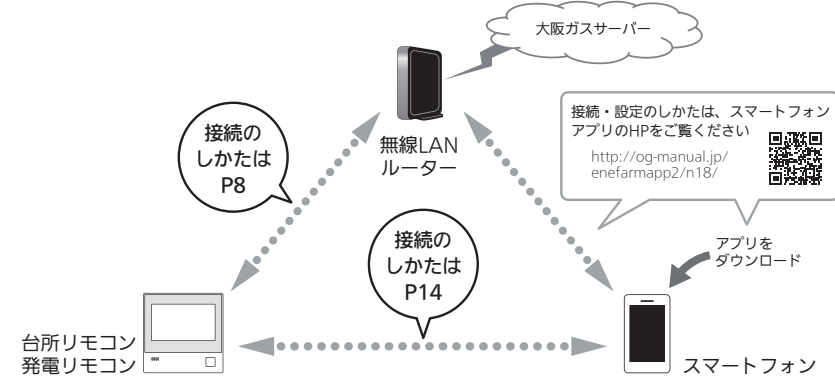 大阪ガスサーバー
接続・設定のしかたは、スマートフォン
アプリのHPをご覧ください
http://og-manual.jp/
enefarmapp2/n18/
接続の
しかたは
P8
無線LAN
ルーター
接続の
しかたは
P14
アプリを
ダウンロード
台所リモコン
発電リモコン
スマートフォン